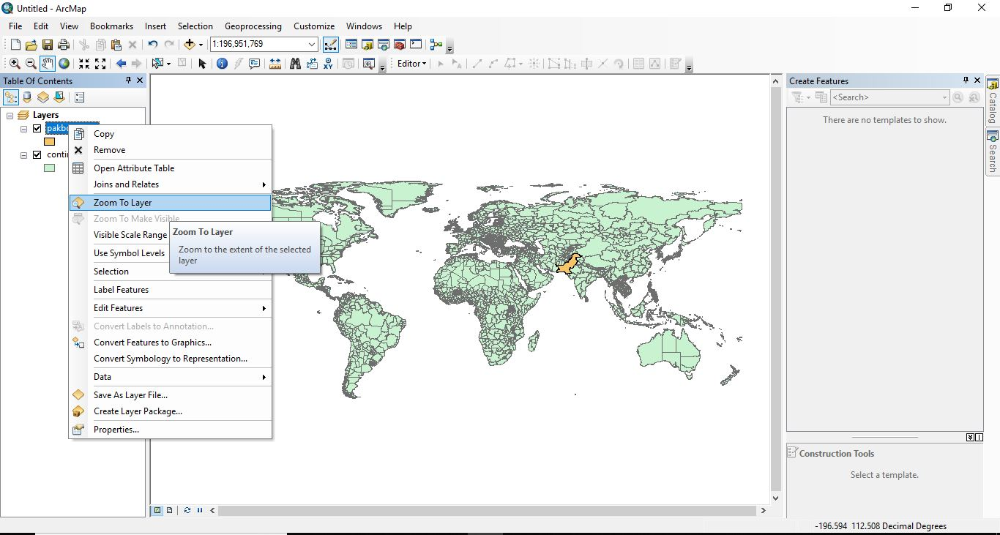 Untitled - ArcMap
File Edit View Bookmarks Insert Selection Geoprocessing Customize Windows Help
1:196,951,769
Editor
Table Of Contents
Layers
Copy
Remove
Open Attribute Table
Joins and Relates
Zoom To Layer
Zoom To Make Visible
Visible Scale Range
Use Symbol Levels
Selection
Label Features
Edit Features
Convert Labels to Annotation...
Convert Features to Graphics...
Convert Symbology to Representation...
Data
Save As Layer File...
Create Layer Package...
Properties...
Zoom To Layer
Zoom to the extent of the selected
layer
Create Features
<Search>
There are no templates to show.
Construction Tools
Select a template.
Catalog
Search
-196.594 112.508 Decimal Degrees